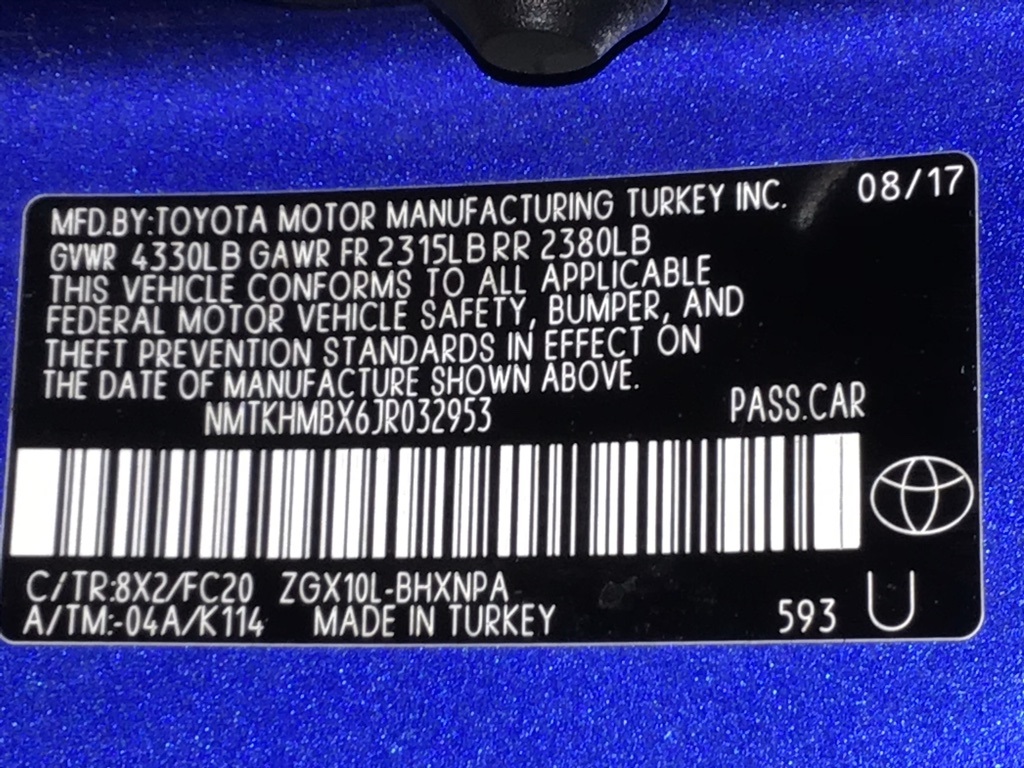 MFD.BY:TOYOTA MOTOR MANUFACTURING TURKEY INC. 08/17
GVWR 4330LB GAWR FR 2315LB RR 2380LB
THIS VEHICLE CONFORMS TO ALL APPLICABLE
FEDERAL MOTOR VEHICLE SAFETY, BUMPER, AND
THEFT PREVENTION STANDARDS IN EFFECT ON
THE DATE OF MANUFACTURE SHOWN ABOVE.
NMTKHMBX6JR032953 PASS.CAR
C/TR:8X2/FC20 ZGX10L-BHXNPA
A/TM:-04A/K114 MADE IN TURKEY 593 U